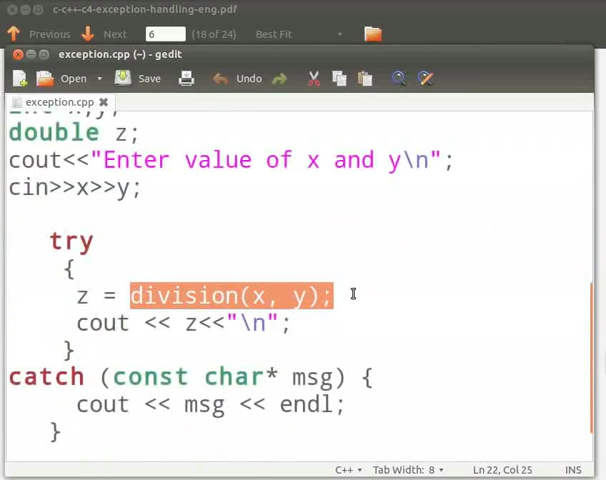 c-c++-c4-exception-handling-eng.pdf
Previous Next 6 (18 of 24) Best Fit
exception.cpp (~) - gedit
Open Save Undo
exception.cpp
int x,y;
double z;
cout<<"Enter value of x and y\n";
cin>>x>>y;
try
{
z = division(x, y);
cout << z<<"\n";
}
catch (const char* msg) {
cout << msg << endl;
}
C++ Tab Width: 8 Ln 22, Col 25 INS